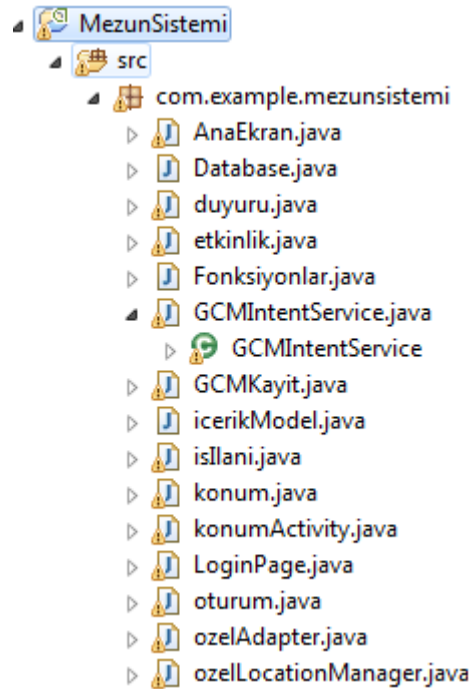 MezunSistemi
src
com.example.mezunsistemi
AnaEkran.java
Database.java
duyuru.java
etkinlik.java
Fonksiyonlar.java
GCMIntentService.java
GCMIntentService
GCMKayit.java
icerikModel.java
isIlani.java
konum.java
konumActivity.java
LoginPage.java
oturum.java
ozelAdapter.java
ozelLocationManager.java